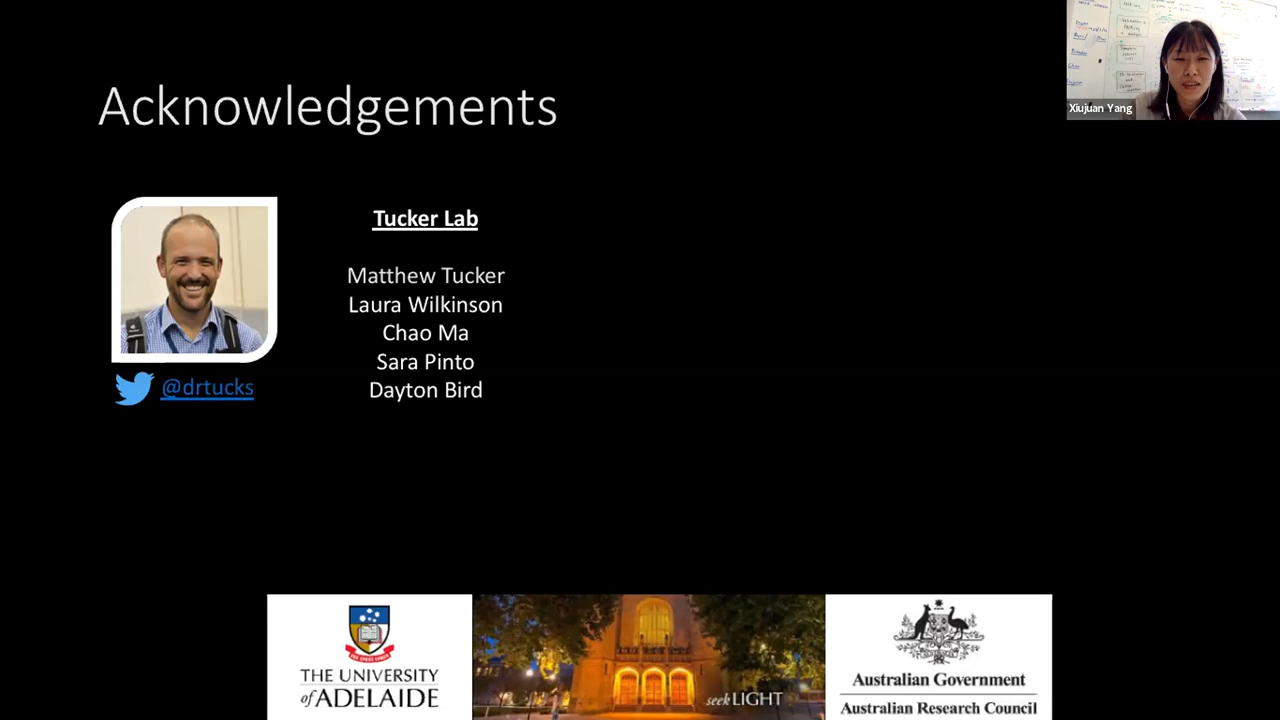 Acknowledgements
Xiujuan Yang
Tucker Lab
Matthew Tucker
Laura Wilkinson
Chao Ma
Sara Pinto
Dayton Bird
@drtucks
THE UNIVERSITY
of ADELAIDE
seek LIGHT
Australian Government
Australian Research Council